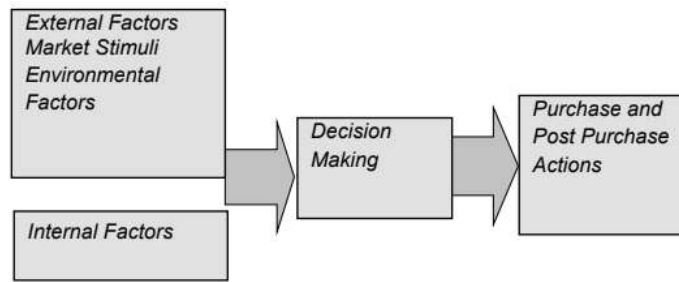 External Factors
Market Stimuli
Environmental
Factors
Internal Factors
Decision
Making
Purchase and
Post Purchase
Actions